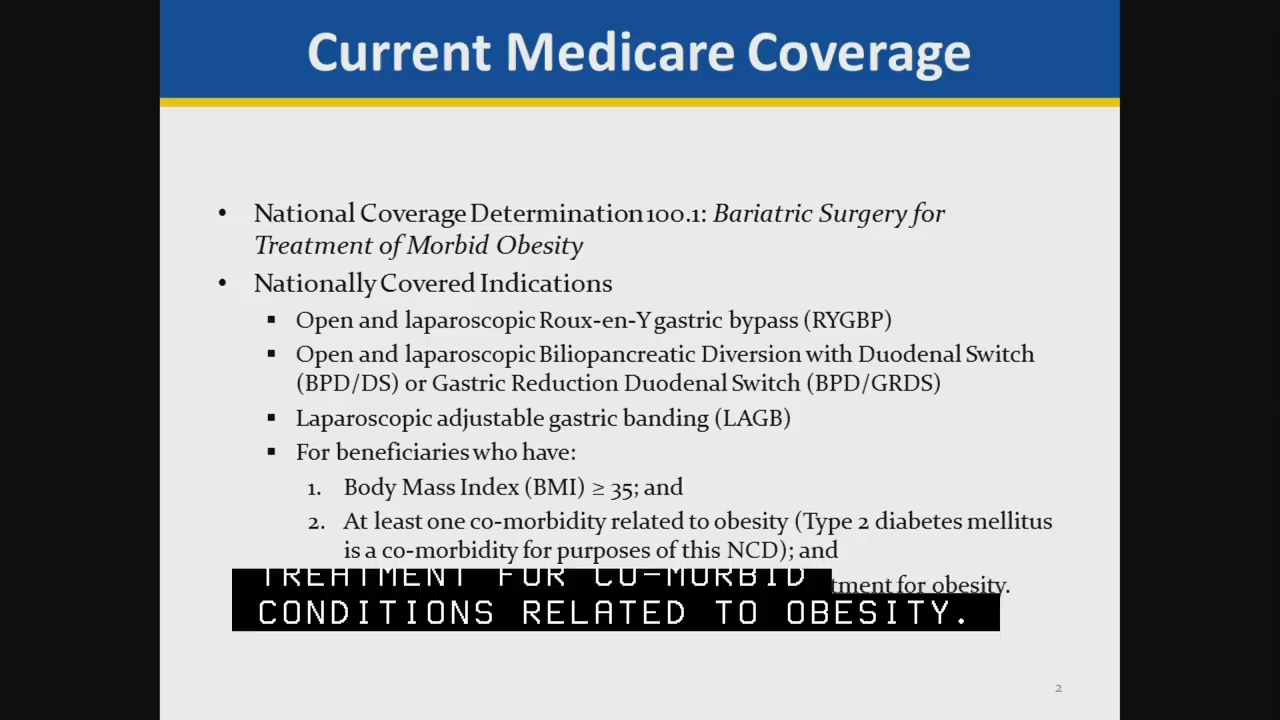 Current Medicare Coverage
• National Coverage Determination 100.1: Bariatric Surgery for
Treatment of Morbid Obesity
• Nationally Covered Indications
▪ Open and laparoscopic Roux-en-Y gastric bypass (RYGBP)
▪ Open and laparoscopic Biliopancreatic Diversion with Duodenal Switch
(BPD/DS) or Gastric Reduction Duodenal Switch (BPD/GRDS)
▪ Laparoscopic adjustable gastric banding (LAGB)
▪ For beneficiaries who have:
1. Body Mass Index (BMI) ≥ 35; and
2. At least one co-morbidity related to obesity (Type 2 diabetes mellitus
is a co-morbidity for purposes of this NCD); and
for obesity.
TREATMENT FOR CO-MORBID
CONDITIONS RELATED TO OBESITY.
2